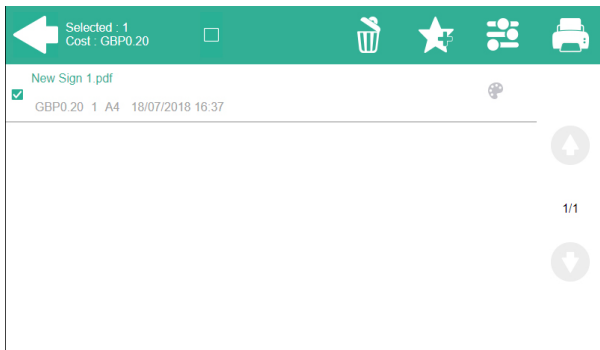 Selected : 1
Cost : GBP0.20
New Sign 1.pdf
GBP0.20 1 A4 18/07/2018 16:37
1/1